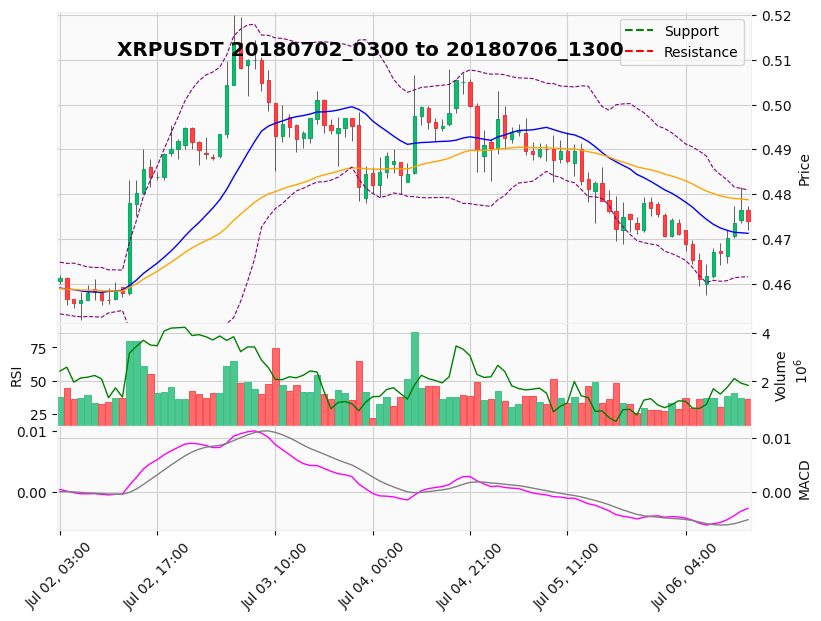 XRPUSDT 20180702_0300 to 20180706_1300
Support
Resistance
0.52
0.51
0.50
0.49
0.48
0.47
0.46
Price
75
50
25
RSI
4
2
Volume
10^6
0.01
0.00
0.01
0.00
MACD
Jul 02, 03:00
Jul 02, 17:00
Jul 03, 10:00
Jul 04, 00:00
Jul 04, 21:00
Jul 05, 11:00
Jul 06, 04:00